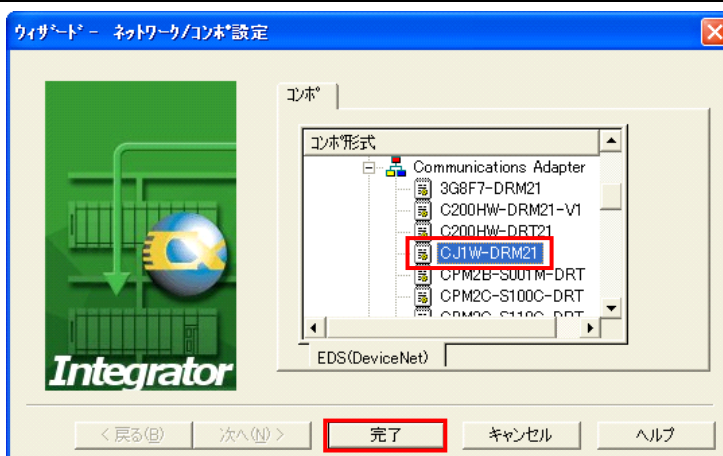 ウィザード - ネットワーク/コンポ設定
コンポ
コンポ形式
Communications Adapter
3G8F7-DRM21
C200HW-DRM21-V1
C200HW-DRT21
CJ1W-DRM21
CPM2B-S001M-DRT
CPM2C-S100C-DRT
CPM2C-S110C-DRT
EDS(DeviceNet)
Integrator
< 戻る(B)
次へ(N) >
完了
キャンセル
ヘルプ